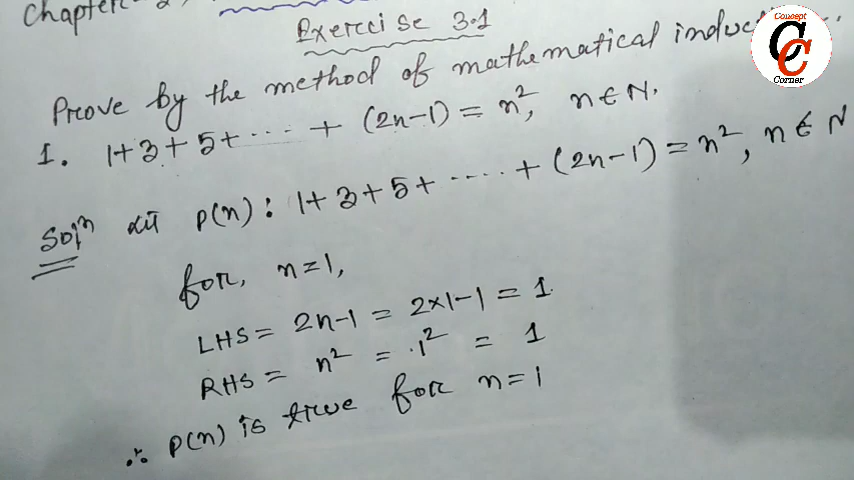 Chapter - 2,
Exercise 3.1
Concept
CC
Corner
Prove by the method of mathematical
1. 1+3+5+ ···· + (2n-1) = n², n∈N.
Solⁿ P(n): 1+3+5+ ····· + (2n-1) = n², n∈N
for, n=1,
LHS = 2n-1 = 2×1-1 = 1.
RHS = n² = 1² = 1
∴ P(n) is true for n=1